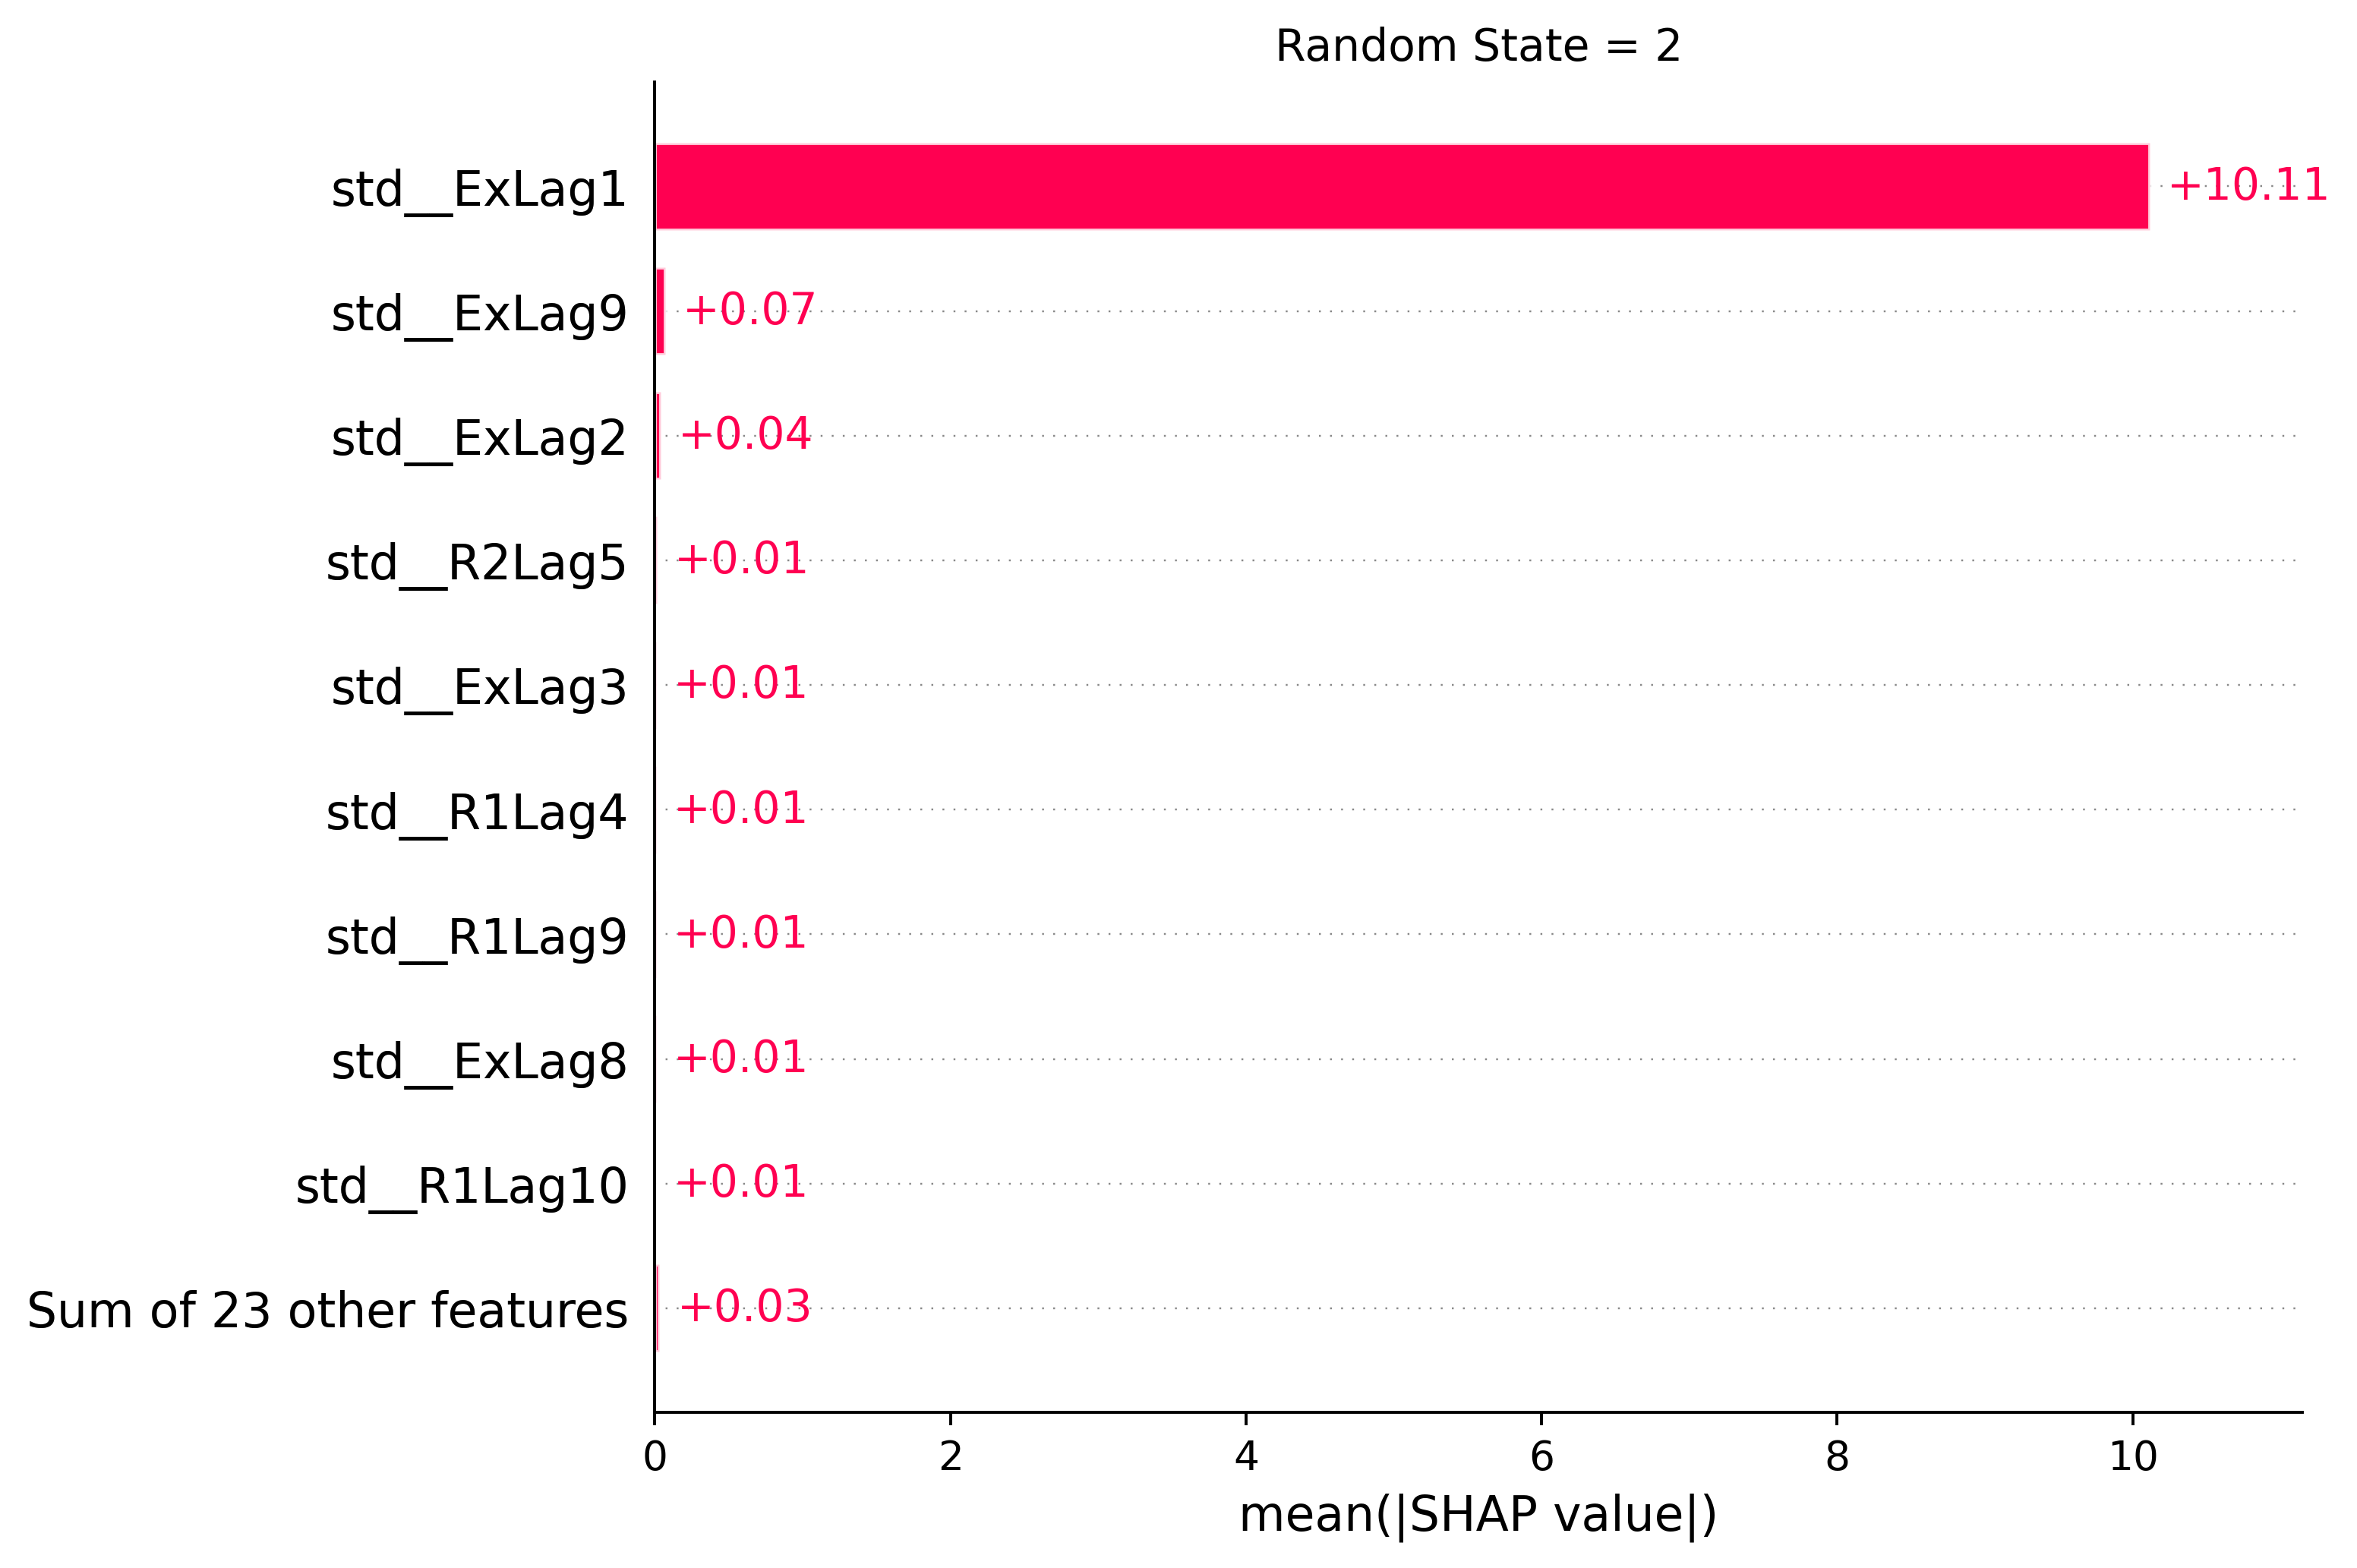 Random State = 2
std__ExLag1 +10.11
std__ExLag9 +0.07
std__ExLag2 +0.04
std__R2Lag5 +0.01
std__ExLag3 +0.01
std__R1Lag4 +0.01
std__R1Lag9 +0.01
std__ExLag8 +0.01
std__R1Lag10 +0.01
Sum of 23 other features +0.03
0 2 4 6 8 10
mean(|SHAP value|)